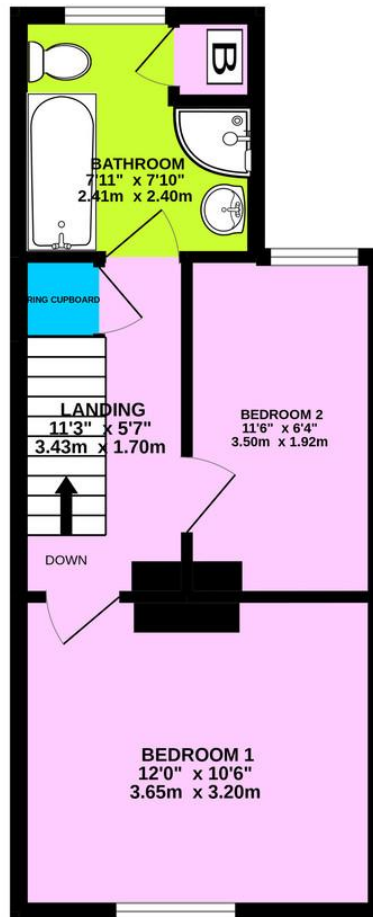 B
BATHROOM
7'11" x 7'10"
2.41m x 2.40m
RING CUPBOARD
LANDING
11'3" x 5'7"
3.43m x 1.70m
BEDROOM 2
11'6" x 6'4"
3.50m x 1.92m
DOWN
BEDROOM 1
12'0" x 10'6"
3.65m x 3.20m